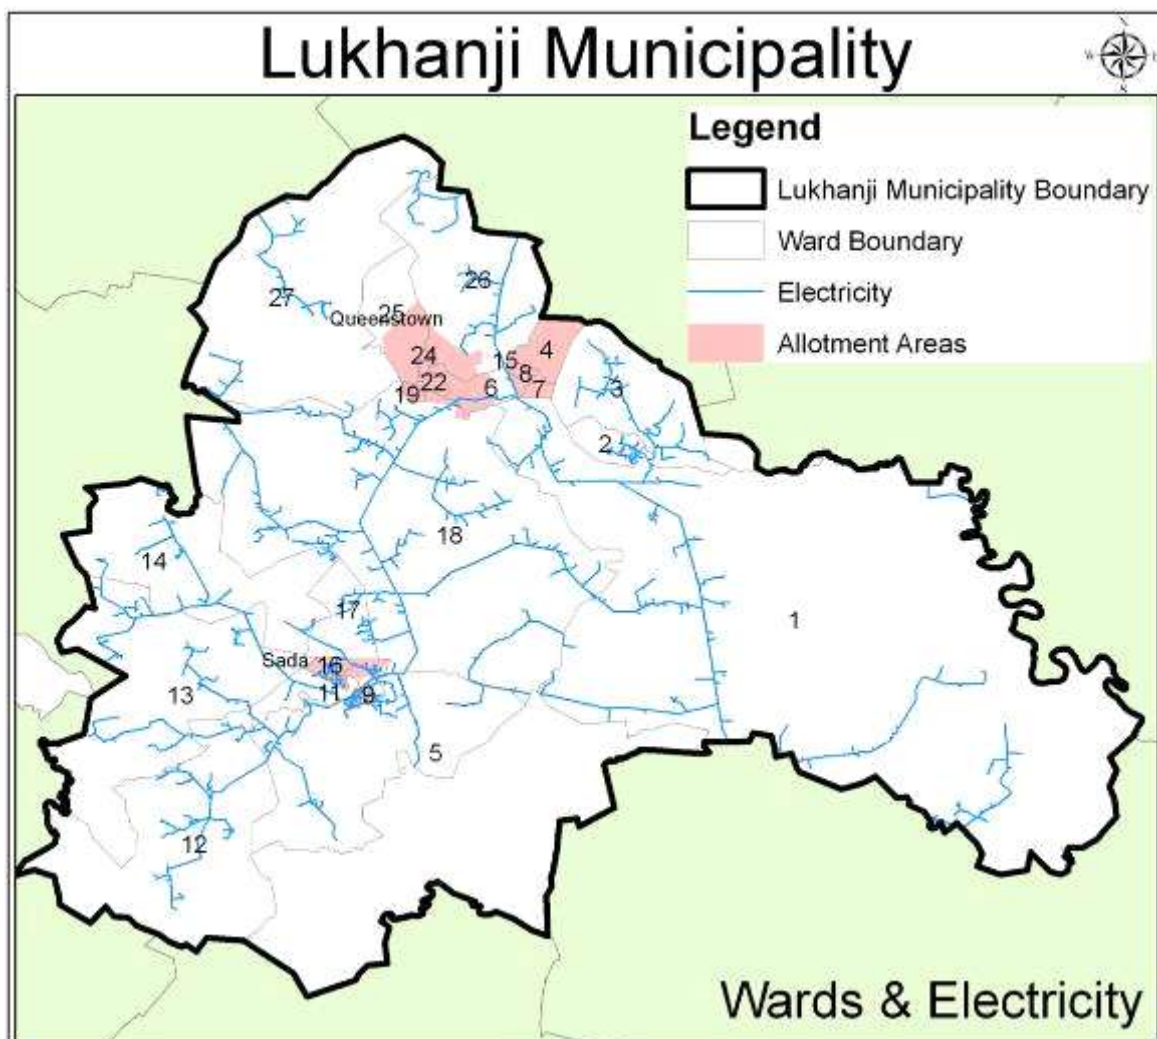 Lukhanji Municipality
Legend
Lukhanji Municipality Boundary
Ward Boundary
Electricity
Allotment Areas
26
27
25
Queenstown
24
22
19
6
15
8
7
4
3
2
18
14
17
1
Sada
16
11
9
13
5
12
Wards & Electricity